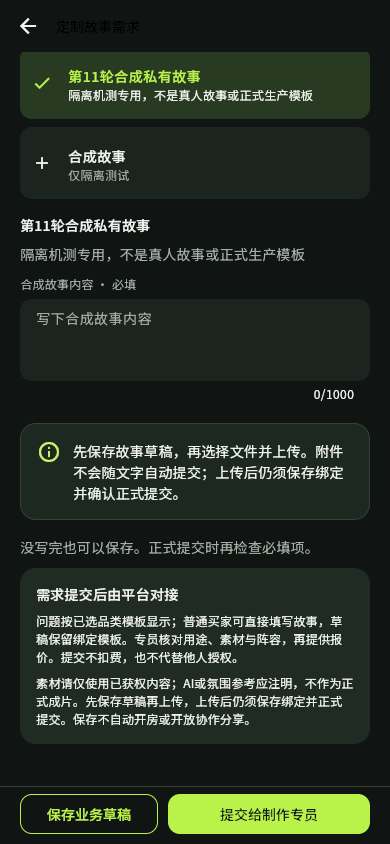 定制故事需求
第11轮合成私有故事
隔离机测专用，不是真人故事或正式生产模板
合成故事
仅隔离测试
第11轮合成私有故事
隔离机测专用，不是真人故事或正式生产模板
合成故事内容 · 必填
写下合成故事内容
0/1000
先保存故事草稿，再选择文件并上传。附件
不会随文字自动提交；上传后仍须保存绑定
并确认正式提交。
没写完也可以保存。正式提交时再检查必填项。
需求提交后由平台对接
问题按已选品类模板显示；普通买家可直接填写故事，草
稿保留绑定模板。专员核对用途、素材与阵容，再提供报
价。提交不扣费，也不代替他人授权。
素材请仅使用已获权内容；AI或氛围参考应注明，不作为正
式成片。先保存草稿再上传，上传后仍须保存绑定并正式
提交。保存不自动开房或开放协作分享。
保存业务草稿
提交给制作专员